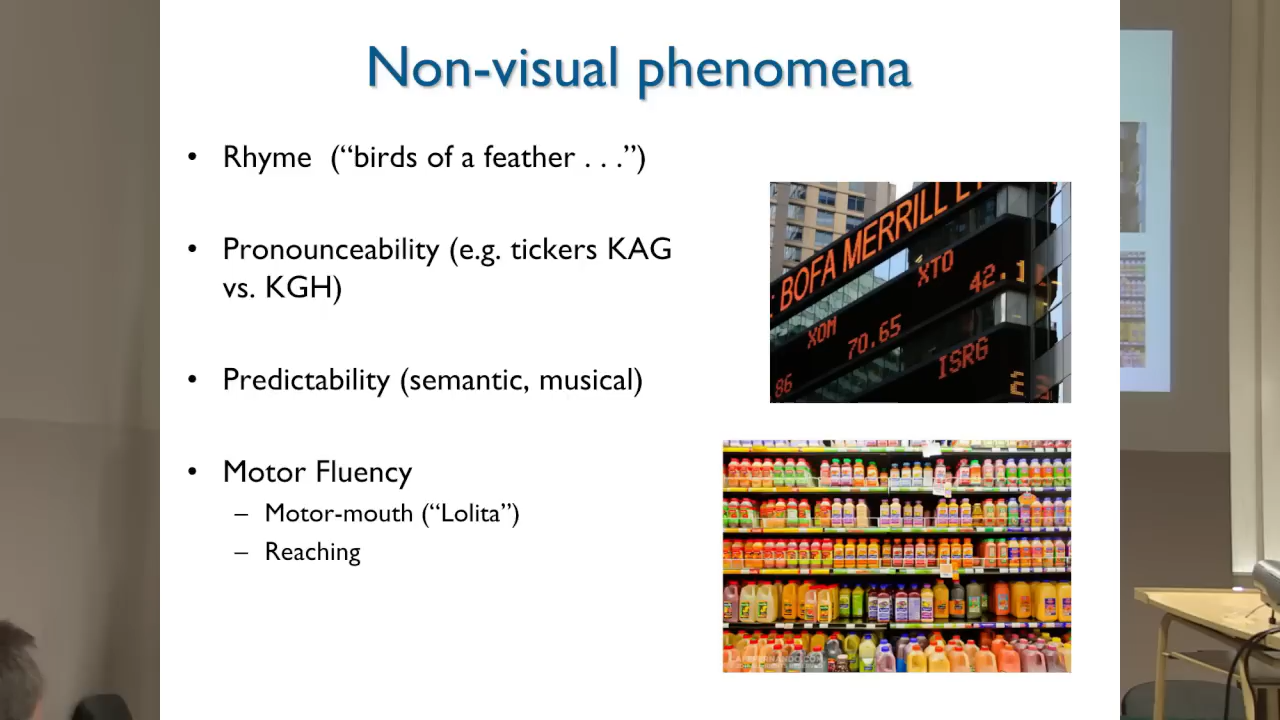 Non-visual phenomena
• Rhyme (“birds of a feather . . .”)
• Pronounceability (e.g. tickers KAG
vs. KGH)
• Predictability (semantic, musical)
• Motor Fluency
– Motor-mouth (“Lolita”)
– Reaching
: BOFA MERRILL
XTO 42.1
XOM 70.65
86 ISRG